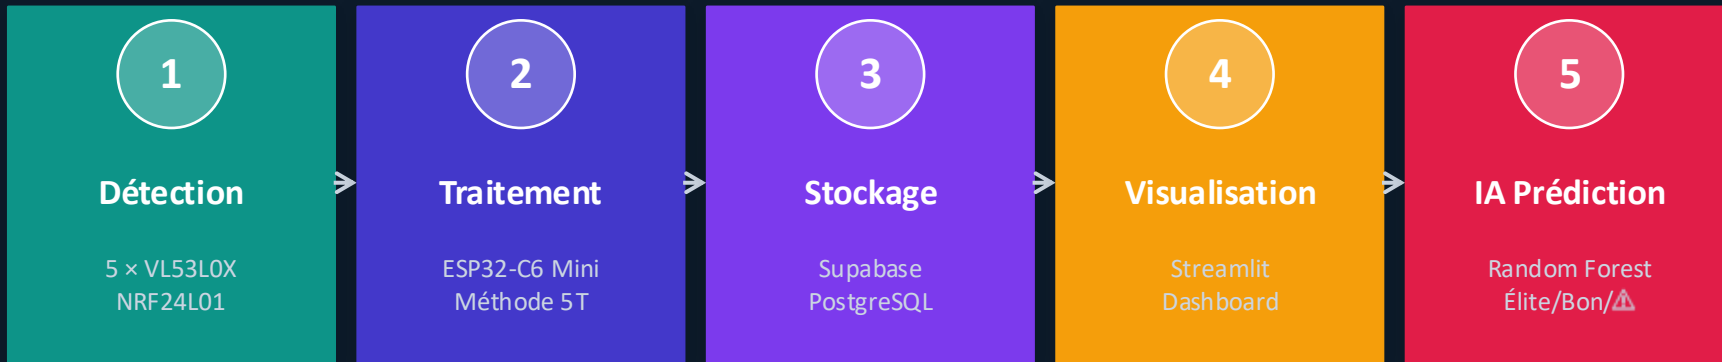 1
Détection
5 × VL53L0X
NRF24L01
2
Traitement
ESP32-C6 Mini
Méthode 5T
3
Stockage
Supabase
PostgreSQL
4
Visualisation
Streamlit
Dashboard
5
IA Prédiction
Random Forest
Élite/Bon/⚠